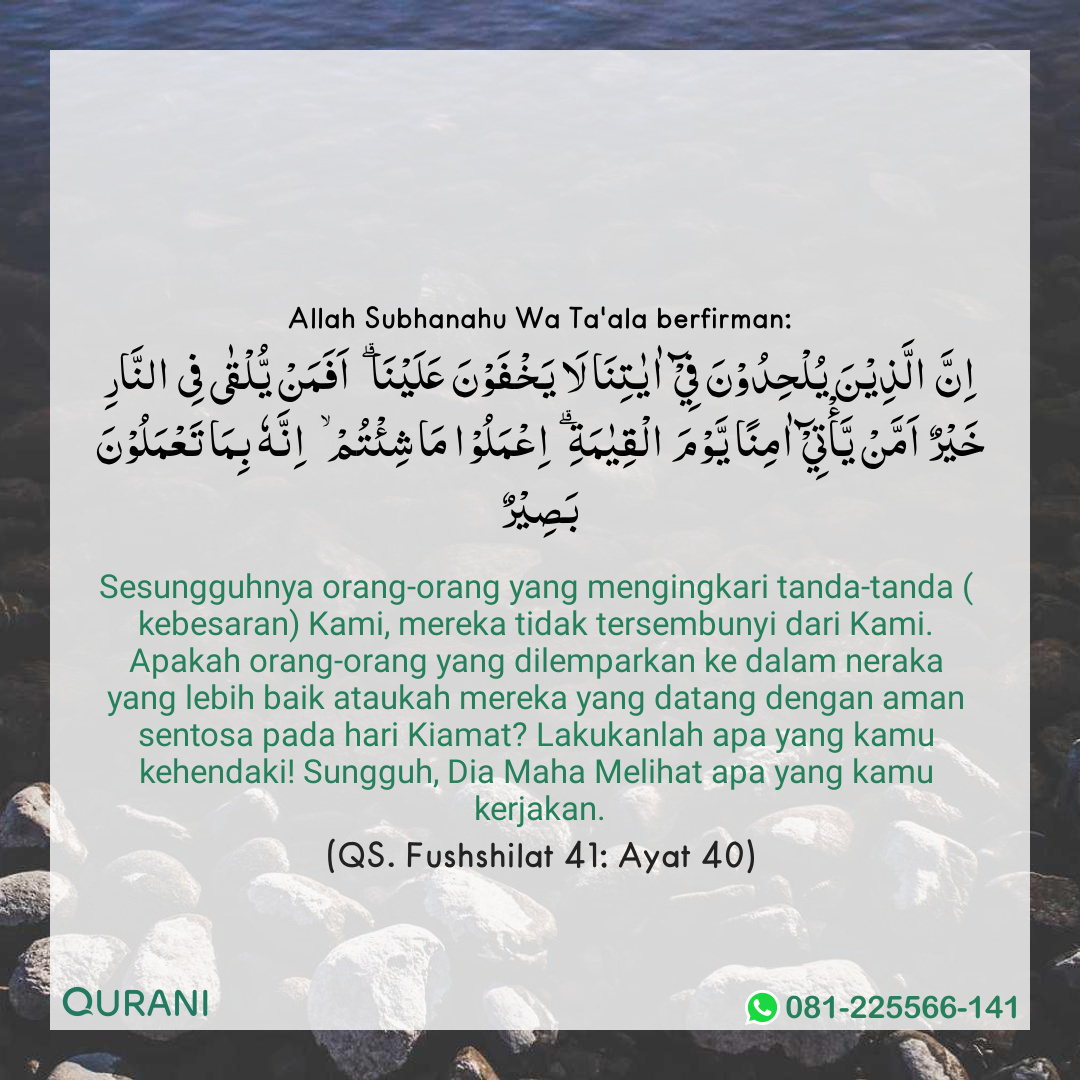 Allah Subhanahu Wa Ta'ala berfirman:
اِنَّ الَّذِيْنَ يُلْحِدُوْنَ فِيْٓ اٰيٰتِنَا لَا يَخْفَوْنَ عَلَيْنَاۗ اَفَمَنْ يُّلْقٰى فِى النَّارِ
خَيْرٌ اَمَّنْ يَّأْتِيْٓ اٰمِنًا يَّوْمَ الْقِيٰمَةِۗ اِعْمَلُوْا مَا شِئْتُمْ ۙ اِنَّهٗ بِمَا تَعْمَلُوْنَ
بَصِيْرٌ
Sesungguhnya orang-orang yang mengingkari tanda-tanda (
kebesaran) Kami, mereka tidak tersembunyi dari Kami.
Apakah orang-orang yang dilemparkan ke dalam neraka
yang lebih baik ataukah mereka yang datang dengan aman
sentosa pada hari Kiamat? Lakukanlah apa yang kamu
kehendaki! Sungguh, Dia Maha Melihat apa yang kamu
kerjakan.
(QS. Fushshilat 41: Ayat 40)
QURANI
081-225566-141